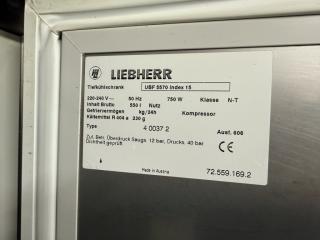 LIEBHERR
Tiefkühlschrank UBF 5570 Index 15
220-240 V ~ 50 Hz 750 W Klasse N-T
Inhalt Brutto 550 l Nutz
Gefriervermögen kg/24h Kompressor
Kältemittel R 404 a 230 g
Type 4 0037 2 Ausf. 606
Zul. Betr. Überdruck Saugs. 12 bar, Drucks. 40 bar
Dichtheit geprüft
CE
Made in Austria 72.559.169.2